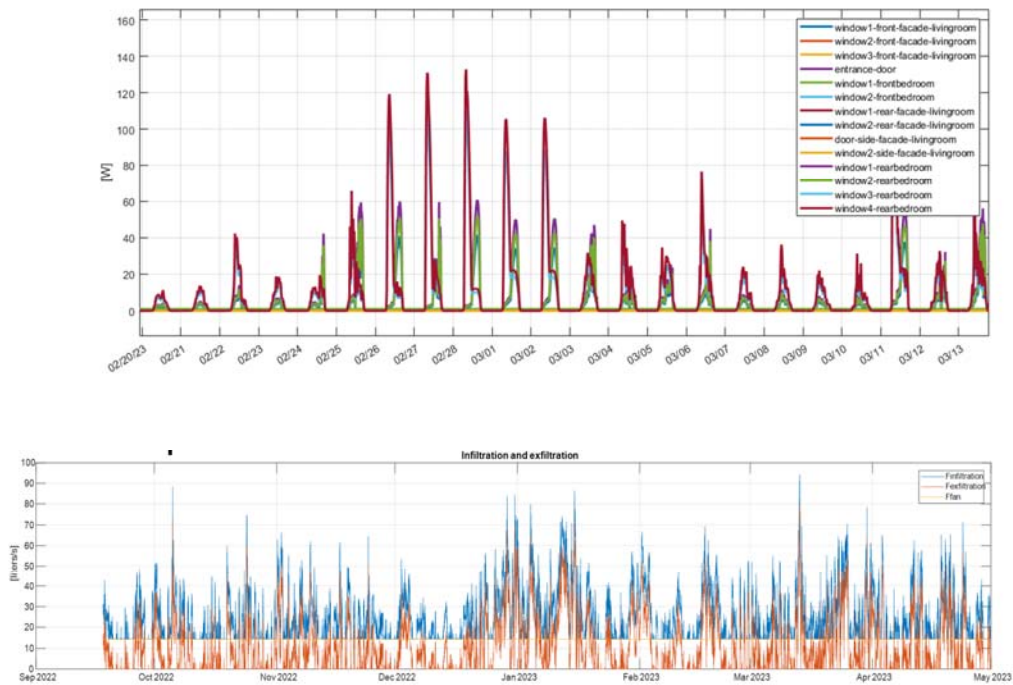 160
140
120
100
80
60
40
20
0
[W]
window1-front-facade-livingroom
window2-front-facade-livingroom
window3-front-facade-livingroom
entrance-door
window1-frontbedroom
window2-frontbedroom
window1-rear-facade-livingroom
window2-rear-facade-livingroom
door-side-facade-livingroom
window2-side-facade-livingroom
window1-rearbedroom
window2-rearbedroom
window3-rearbedroom
window4-rearbedroom
02/20/23 02/21 02/22 02/23 02/24 02/25 02/26 02/27 02/28 03/01 03/02 03/03 03/04 03/05 03/06 03/07 03/08 03/09 03/10 03/11 03/12 03/13
Infiltration and exfiltration
100
90
80
70
60
50
40
30
20
10
0
[liters/s]
Finfiltration
Fexfiltration
Ffan
Sep 2022 Oct 2022 Nov 2022 Dec 2022 Jan 2023 Feb 2023 Mar 2023 Apr 2023 May 2023